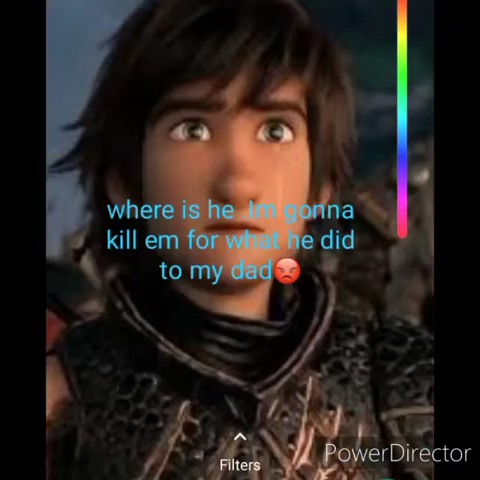 where is he  Im gonna
kill em for what he did
to my dad😡
Filters
PowerDirector